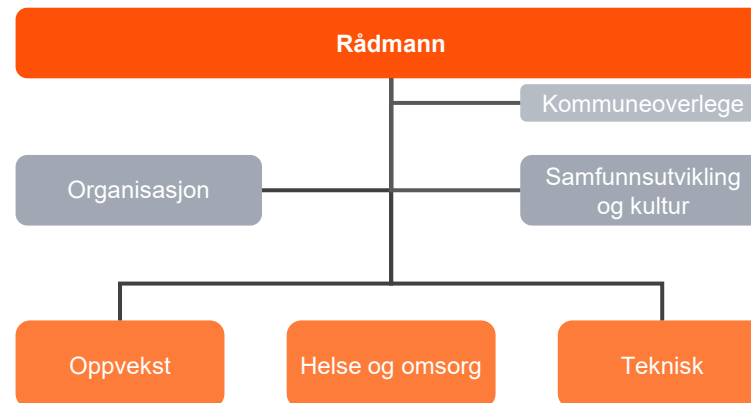 Rådmann
Kommuneoverlege
Organisasjon
Samfunnsutvikling
og kultur
Oppvekst
Helse og omsorg
Teknisk